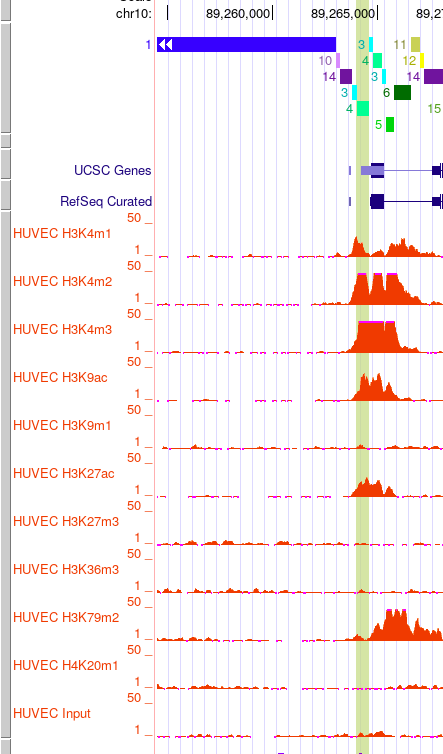 chr10: 89,260,000 89,265,000 89,27
1 3 11
10 4 12
14 3 14
3 6
4 15
5
UCSC Genes
RefSeq Curated
50
HUVEC H3K4m1
1
50
HUVEC H3K4m2
1
50
HUVEC H3K4m3
1
50
HUVEC H3K9ac
1
50
HUVEC H3K9m1
1
50
HUVEC H3K27ac
1
50
HUVEC H3K27m3
1
50
HUVEC H3K36m3
1
50
HUVEC H3K79m2
1
50
HUVEC H4K20m1
1
50
HUVEC Input
1